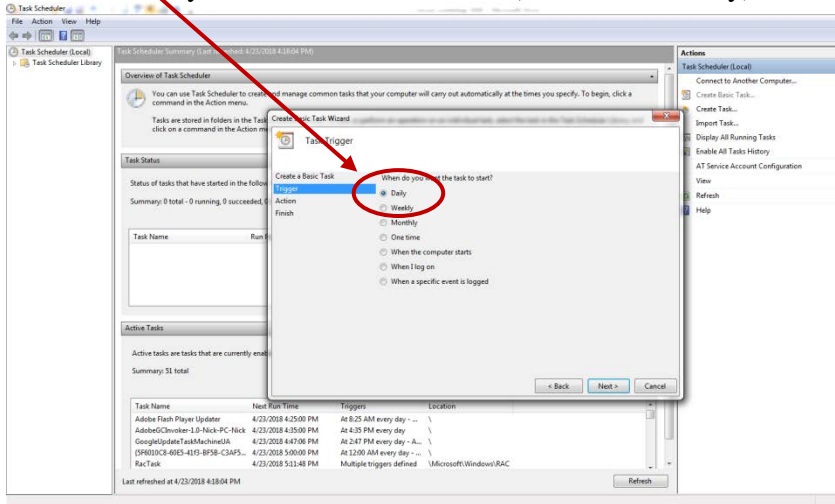 Task Scheduler
File Action View Help
Task Scheduler (Local)
Task Scheduler Library
Task Scheduler Summary (Last refreshed: 4/23/2018 4:18:04 PM)
Overview of Task Scheduler
You can use Task Scheduler to create and manage common tasks that your computer will carry out automatically at the times you specify. To begin, click a
command in the Action menu.
Tasks are stored in folders in the Task
click on a command in the Action
Task Status
Status of tasks that have started in the
Summary: 0 total - 0 running, 0 succeeded,
Task Name Run
Active Tasks
Active tasks are tasks that are currently
Summary: 51 total
Task Name Next Run Time Triggers Location
Adobe Flash Player Updater 4/23/2018 4:25:00 PM At 8:25 AM every day - ... \
AdobeGCInvoker-1.0-Nick-PC-Nick 4/23/2018 4:35:00 PM At 4:35 PM every day \
GoogleUpdateTaskMachineUA 4/23/2018 4:47:06 PM At 2:47 PM every day - A... \
{5F6010C8-60E5-41f3-BF5B-C3AF5... 4/23/2018 5:00:00 PM At 12:00 AM every day - ... \
RacTask 4/23/2018 5:11:48 PM Multiple triggers defined \Microsoft\Windows\RAC
Last refreshed at 4/23/2018 4:18:04 PM Refresh
Create Basic Task Wizard
Task Trigger
Create a Basic Task
Trigger
Action
Finish
When do you want the task to start?
Daily
Weekly
Monthly
One time
When the computer starts
When I log on
When a specific event is logged
< Back Next > Cancel
Actions
Task Scheduler (Local)
Connect to Another Computer...
Create Basic Task...
Create Task...
Import Task...
Display All Running Tasks
Enable All Tasks History
AT Service Account Configuration
View
Refresh
Help